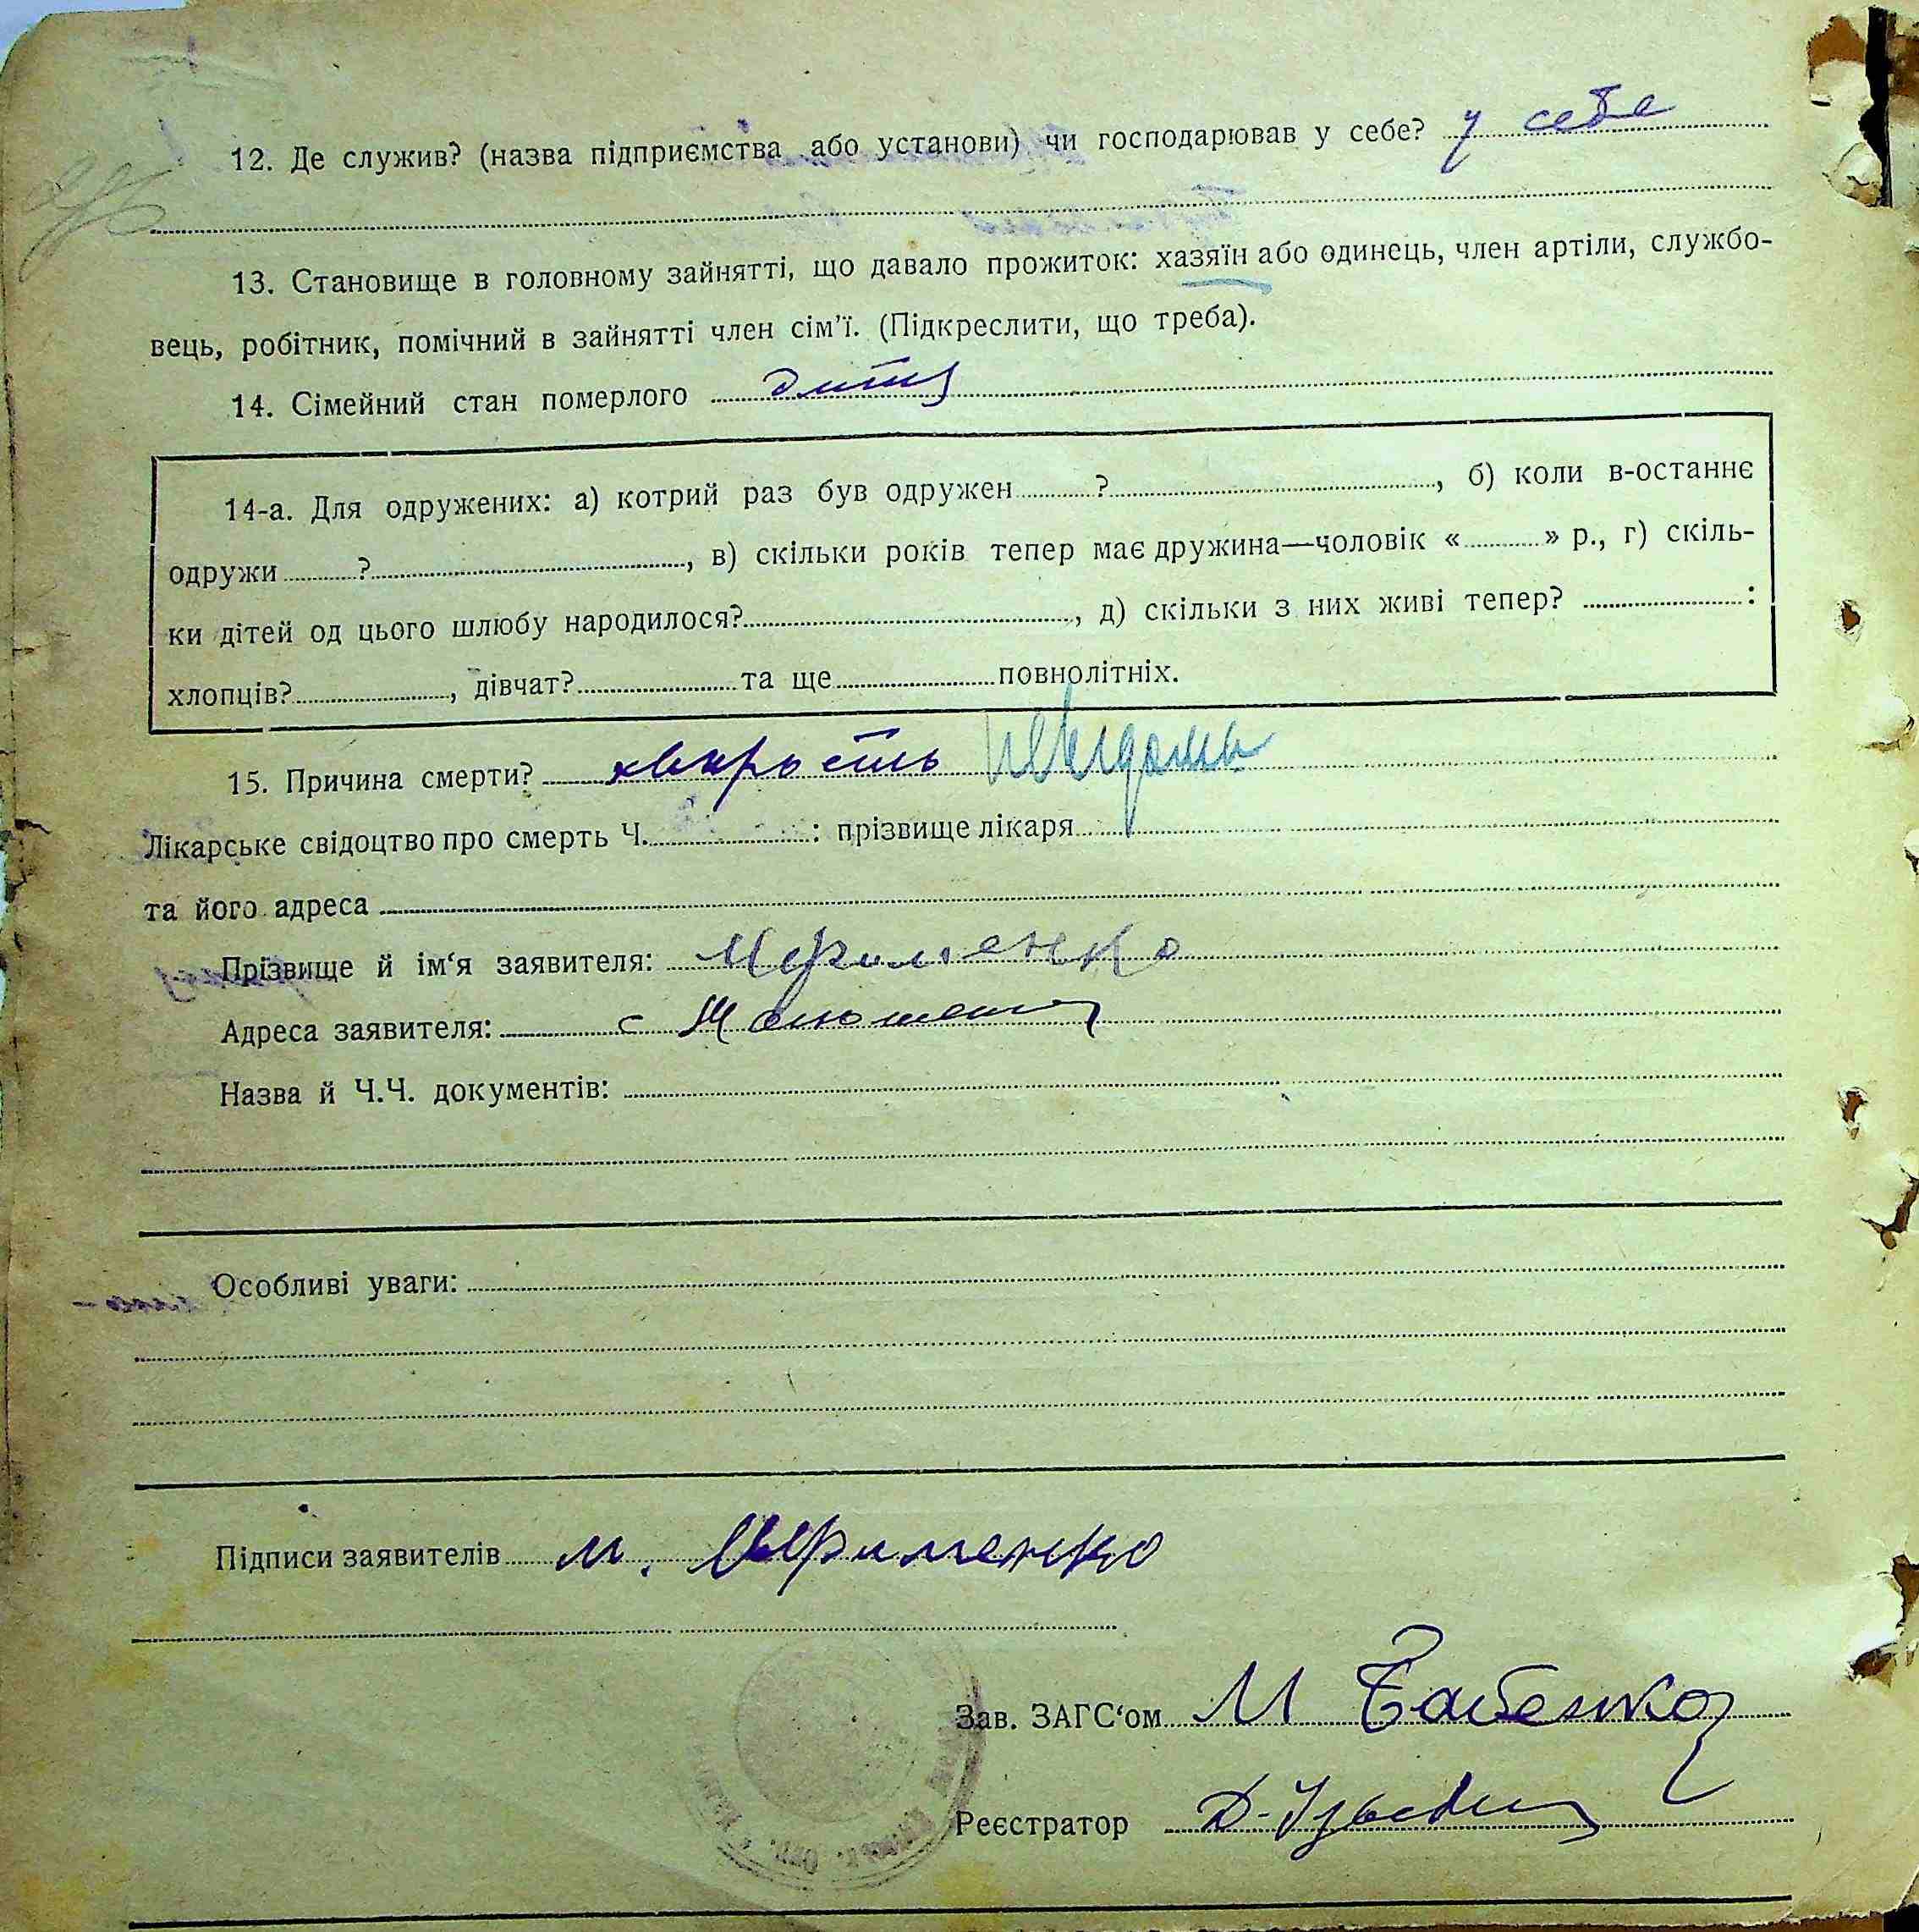 12. Де служив? (назва підприємства або установи) чи господарював у себе? у себе
13. Становище в головному зайнятті, що давало прожиток: хазяїн або одинець, член артіли, службо-
вець, робітник, помічний в зайнятті член сім'ї. (Підкреслити, що треба).
14. Сімейний стан померлого дитя
14-а. Для одружених: а) котрий раз був одружен ? , б) коли в-останнє
одружи ? , в) скільки років тепер має дружина—чоловік « » р., г) скіль-
ки дітей од цього шлюбу народилося? , д) скільки з них живі тепер? :
хлопців? , дівчат? та ще повнолітніх.
15. Причина смерти? хворость невідома
Лікарське свідоцтво про смерть Ч. : прізвище лікаря
та його адреса
Прізвище й ім'я заявителя:
Адреса заявителя: с
Назва й Ч.Ч. документів:
Особливі уваги:
Підписи заявителів М.
Зав. ЗАГС'ом М Бабенко
Реєстратор Д.